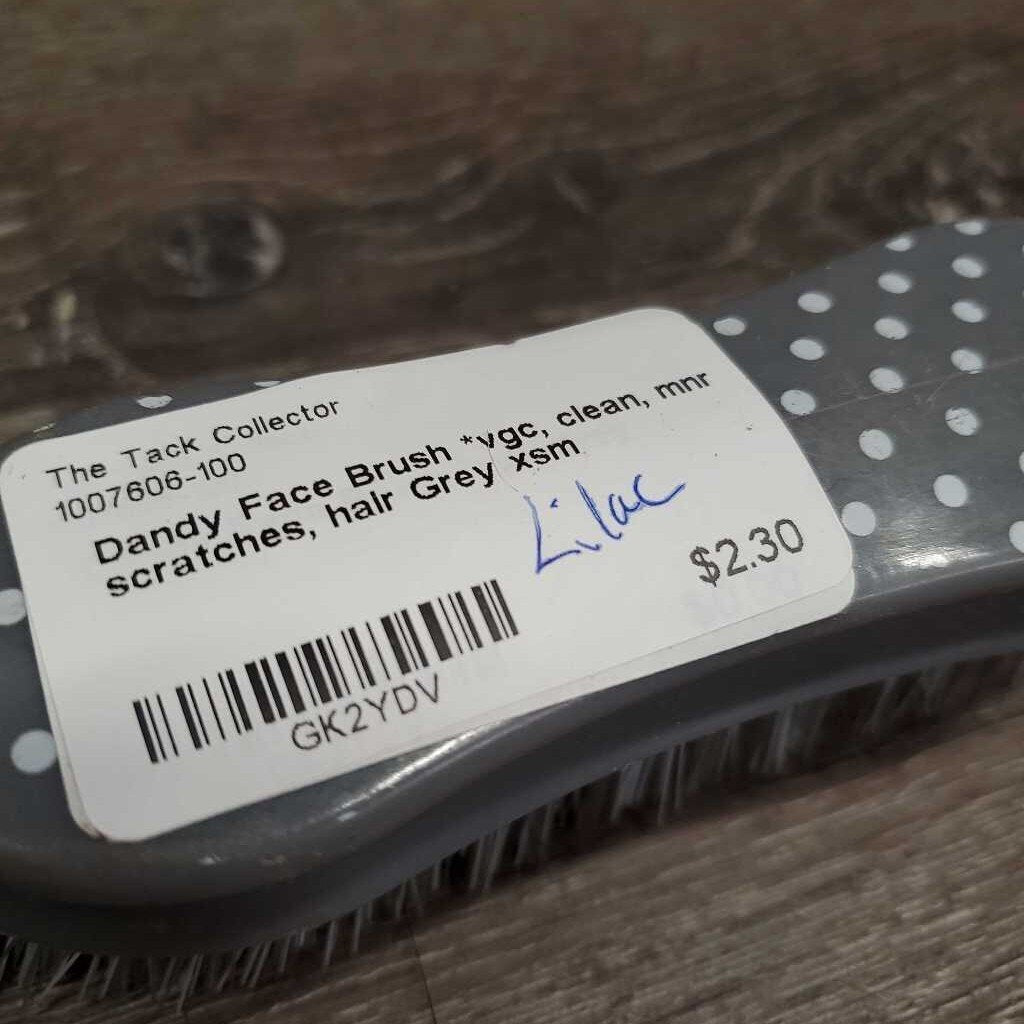 The Tack Collector
1007606-100
Dandy Face Brush *vgc, clean, mnr
scratches, hair Grey xsm
Lilac
$2.30
GK2YDV